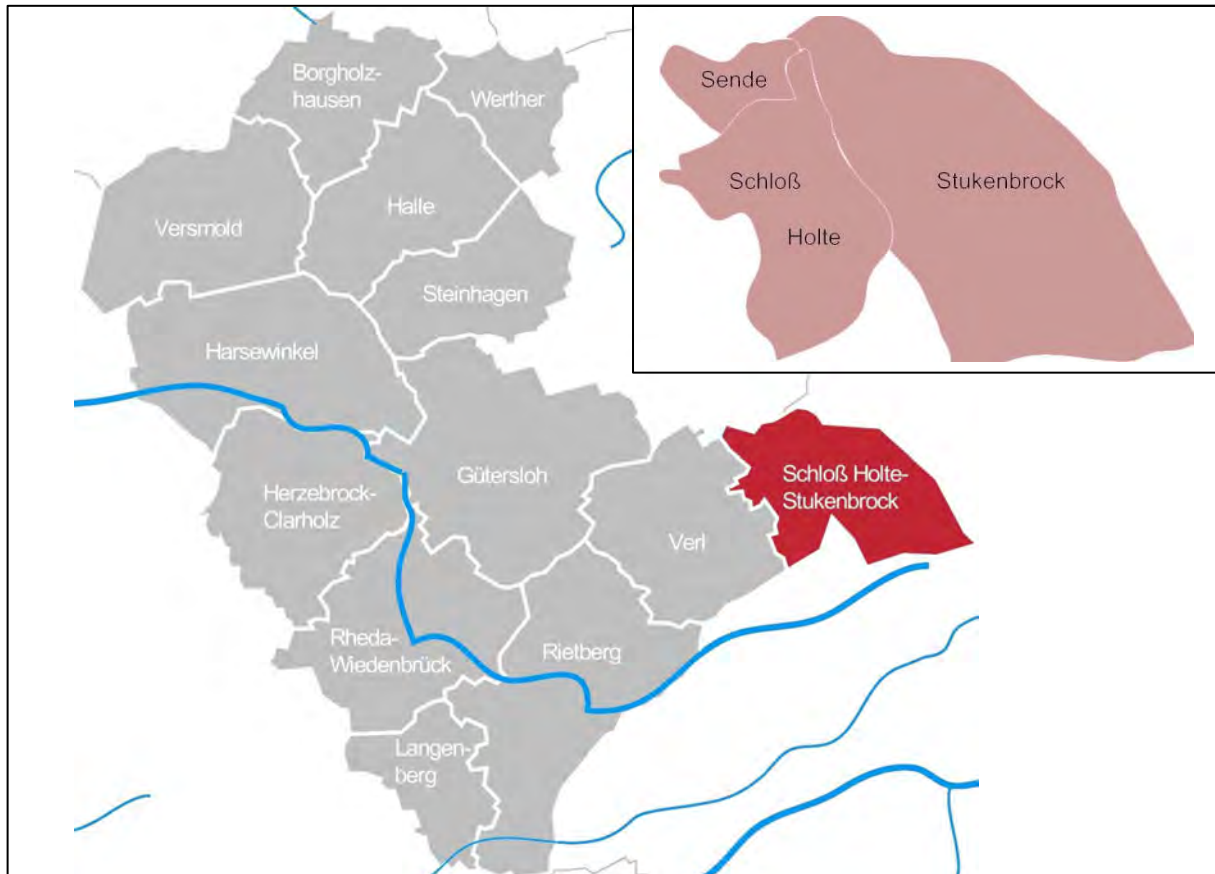 Borgholz-
hausen
Werther
Halle
Versmold
Steinhagen
Harsewinkel
Gütersloh
Herzebrock-
Clarholz
Verl
Schloß Holte-
Stukenbrock
Rheda-
Wiedenbrück
Rietberg
Langen-
berg
Sende
Schloß
Holte
Stukenbrock